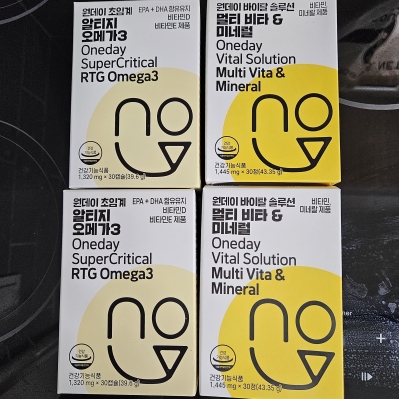 원데이 초임계
알티지
오메가3
EPA + DHA 함유유지
비타민D
비타민E 제품
Oneday
SuperCritical
RTG Omega3
no
건강기능식품
1,320 mg × 30캡슐(39.6 g)
원데이 바이탈 솔루션
멀티 비타 &
미네럴
비타민,
미네랄 제품
Oneday
Vital Solution
Multi Vita &
Mineral
no
건강기능식품
1,445 mg × 30정(43.35 g)
원데이 초임계
알티지
오메가3
EPA + DHA 함유유지
비타민D
비타민E 제품
Oneday
SuperCritical
RTG Omega3
no
건강기능식품
1,320 mg × 30캡슐(39.6 g)
원데이 바이탈 솔루션
멀티 비타 &
미네럴
비타민,
미네랄 제품
Oneday
Vital Solution
Multi Vita &
Mineral
no
건강기능식품
1,445 mg × 30정(43.35 g)